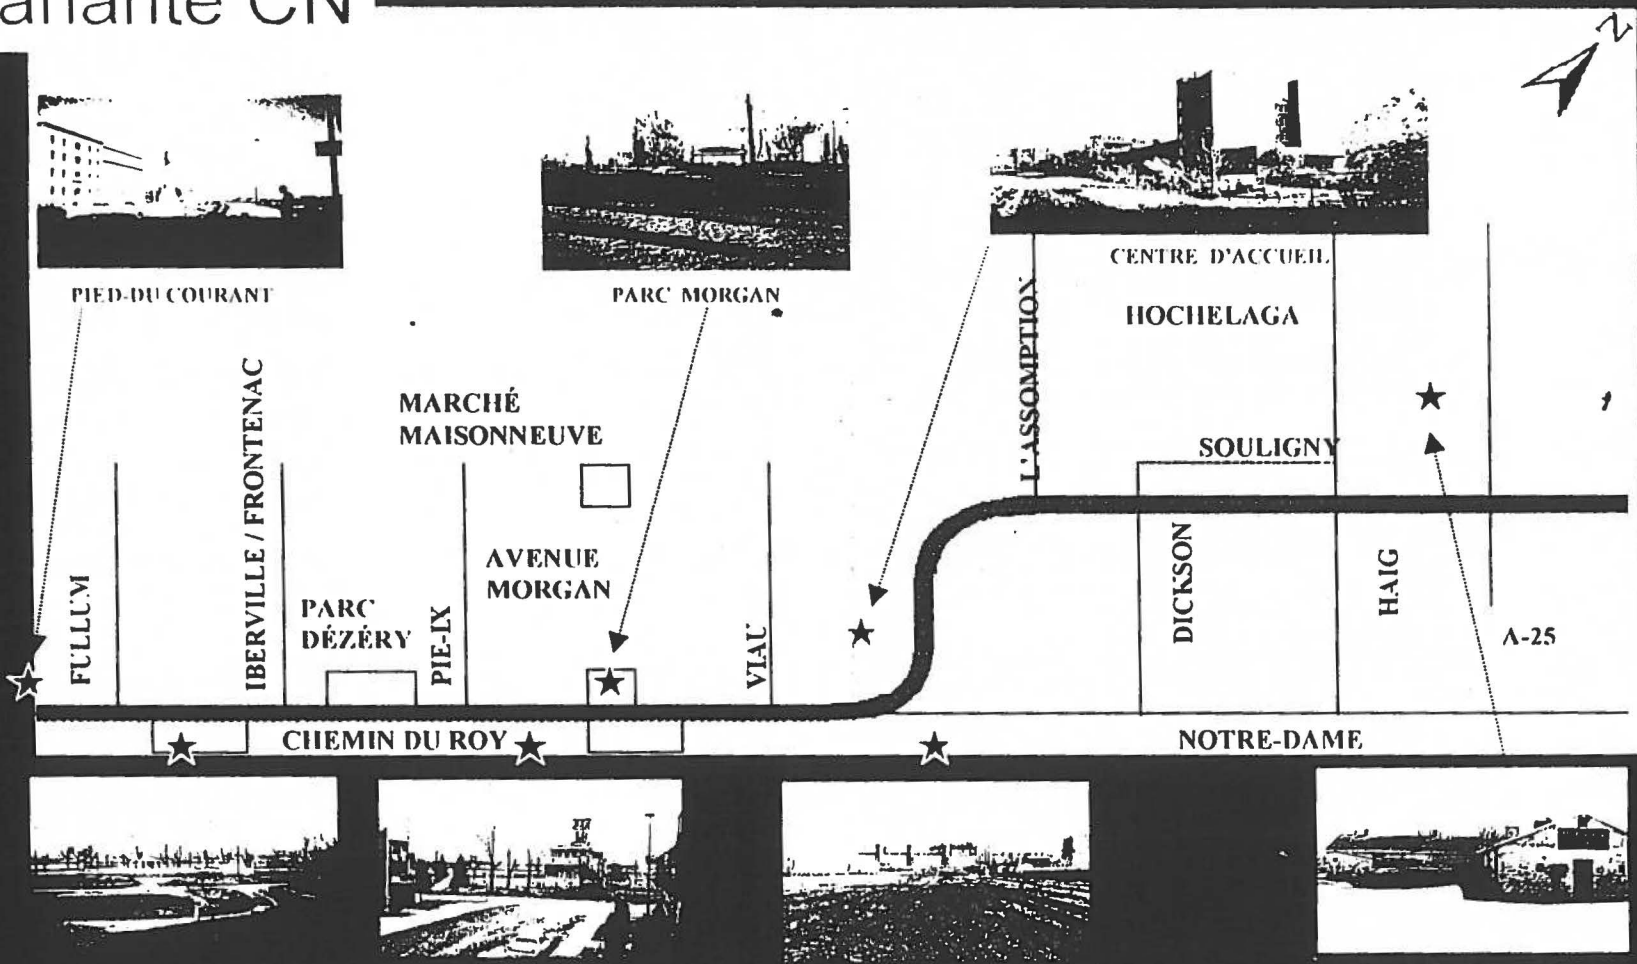 ariante CN
N
PIED-DU COURANT
PARC MORGAN
CENTRE D'ACCUEIL
HOCHELAGA
L'ASSOMPTION
IBERVILLE / FRONTENAC
MARCHÉ
MAISONNEUVE
SOULIGNY
FULLUM
PARC
DÉZÉRY
PIE-IX
AVENUE
MORGAN
VIAU
DICKSON
HAIG
A-25
CHEMIN DU ROY
NOTRE-DAME